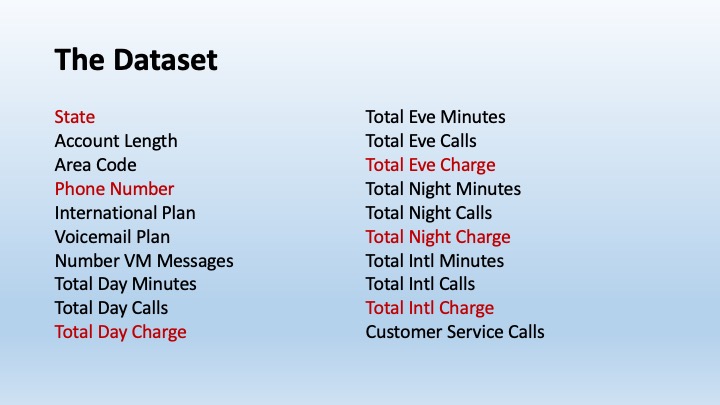 The Dataset
State
Account Length
Area Code
Phone Number
International Plan
Voicemail Plan
Number VM Messages
Total Day Minutes
Total Day Calls
Total Day Charge
Total Eve Minutes
Total Eve Calls
Total Eve Charge
Total Night Minutes
Total Night Calls
Total Night Charge
Total Intl Minutes
Total Intl Calls
Total Intl Charge
Customer Service Calls